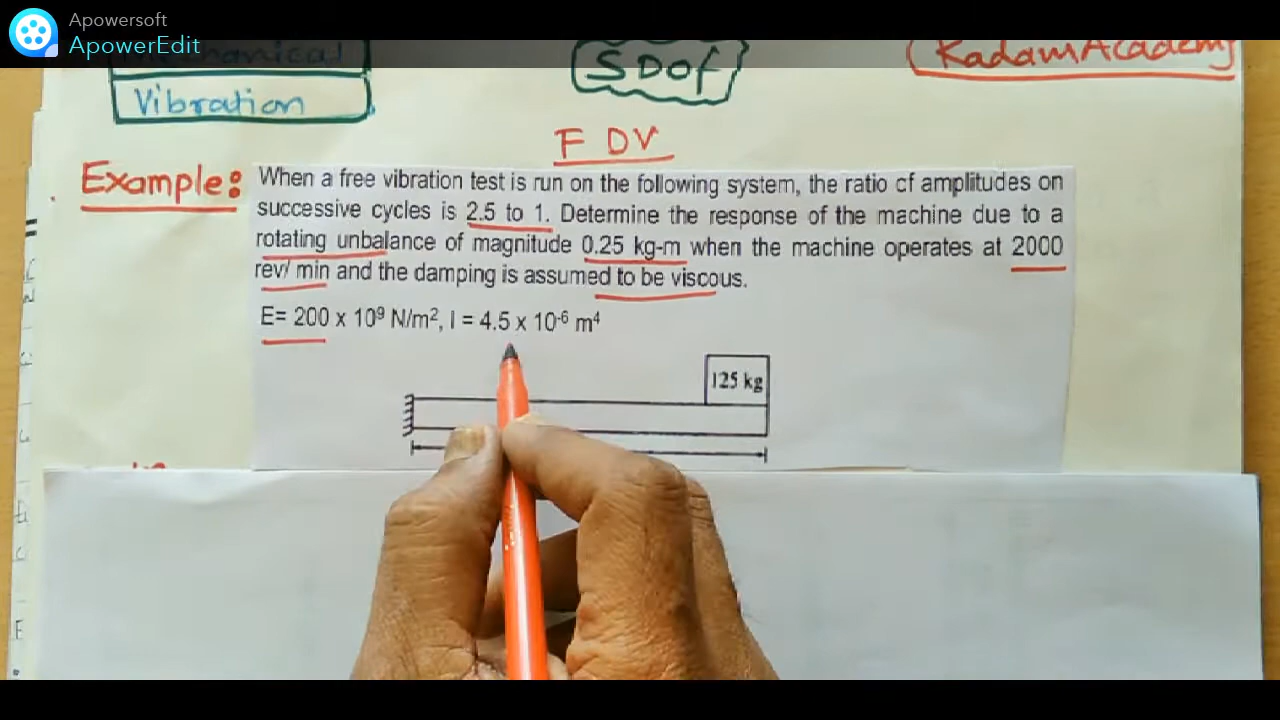 Apowersoft
ApowerEdit
Mechanical
Vibration
SDof
KadamAcademy
FDV
Example:
When a free vibration test is run on the following system, the ratio of amplitudes on
successive cycles is 2.5 to 1. Determine the response of the machine due to a
rotating unbalance of magnitude 0.25 kg-m when the machine operates at 2000
rev/ min and the damping is assumed to be viscous.
E= 200 x 10⁹ N/m², I = 4.5 x 10⁻⁶ m⁴
125 kg